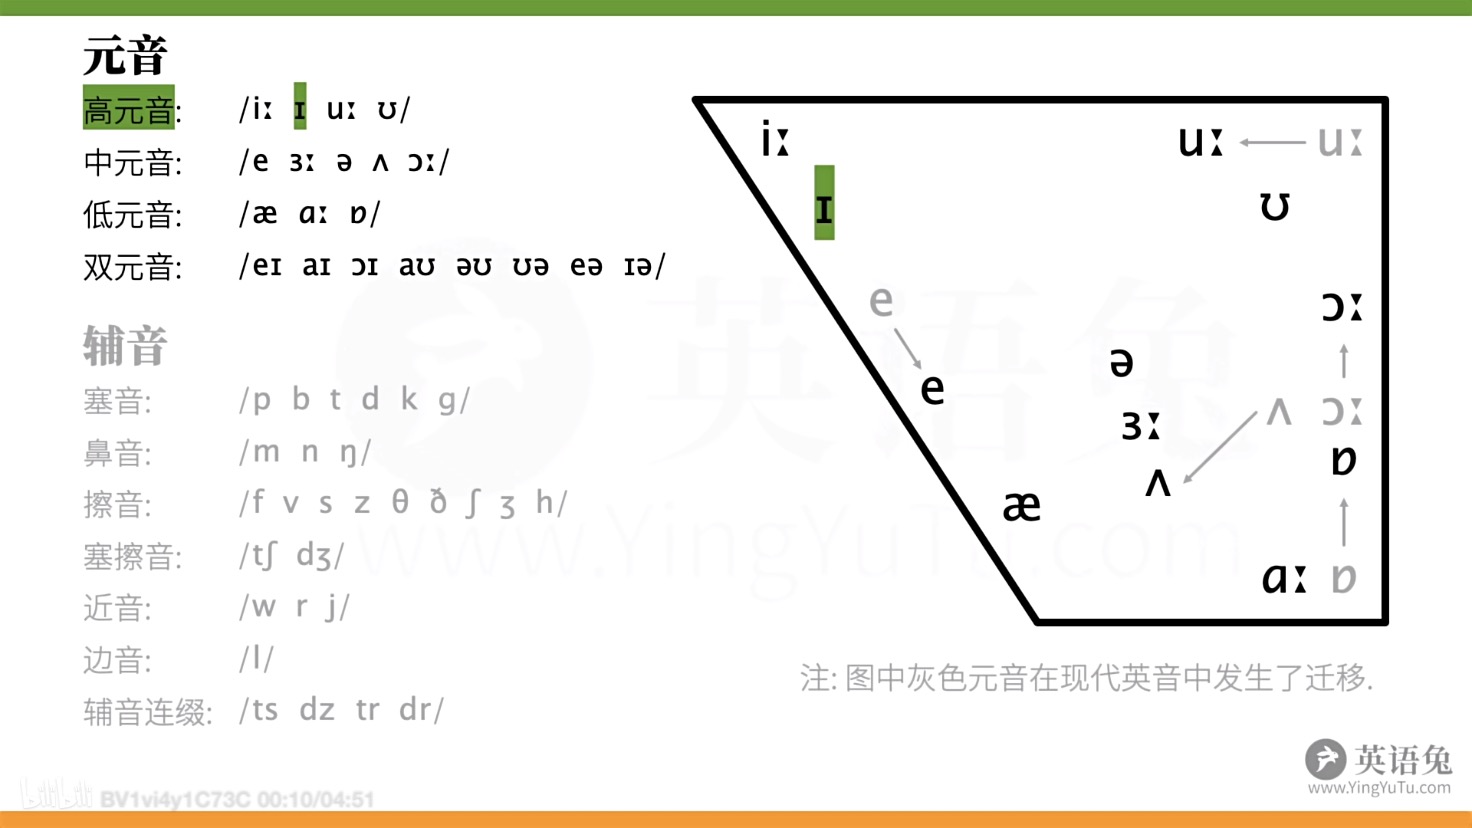 元音
高元音: /iː ɪ uː ʊ/
中元音: /e ɜː ə ʌ ɔː/
低元音: /æ ɑː ɒ/
双元音: /eɪ aɪ ɔɪ aʊ əʊ ʊə eə ɪə/
辅音
塞音: /p b t d k g/
鼻音: /m n ŋ/
擦音: /f v s z θ ð ʃ ʒ h/
塞擦音: /tʃ dʒ/
近音: /w r j/
边音: /l/
辅音连缀: /ts dz tr dr/
iː uː uː
ɪ ʊ
e ɔː
ə
e
ɜː ʌ ɔː
ɒ
æ ʌ
ɑː ɒ
注: 图中灰色元音在现代英音中发生了迁移.
英语兔
www.YingYuTu.com
英语兔
www.YingYuTu.com
bilibili BV1vi4y1C73C 00:10/04:51